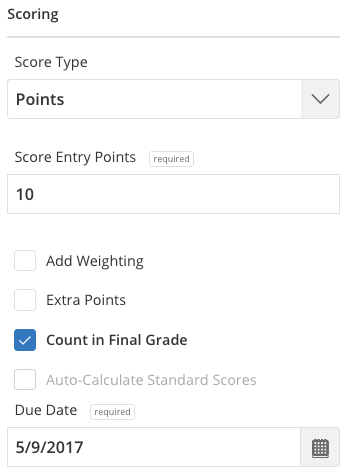 Scoring
Score Type
Points
Score Entry Points required
10
Add Weighting
Extra Points
Count in Final Grade
Auto-Calculate Standard Scores
Due Date required
5/9/2017